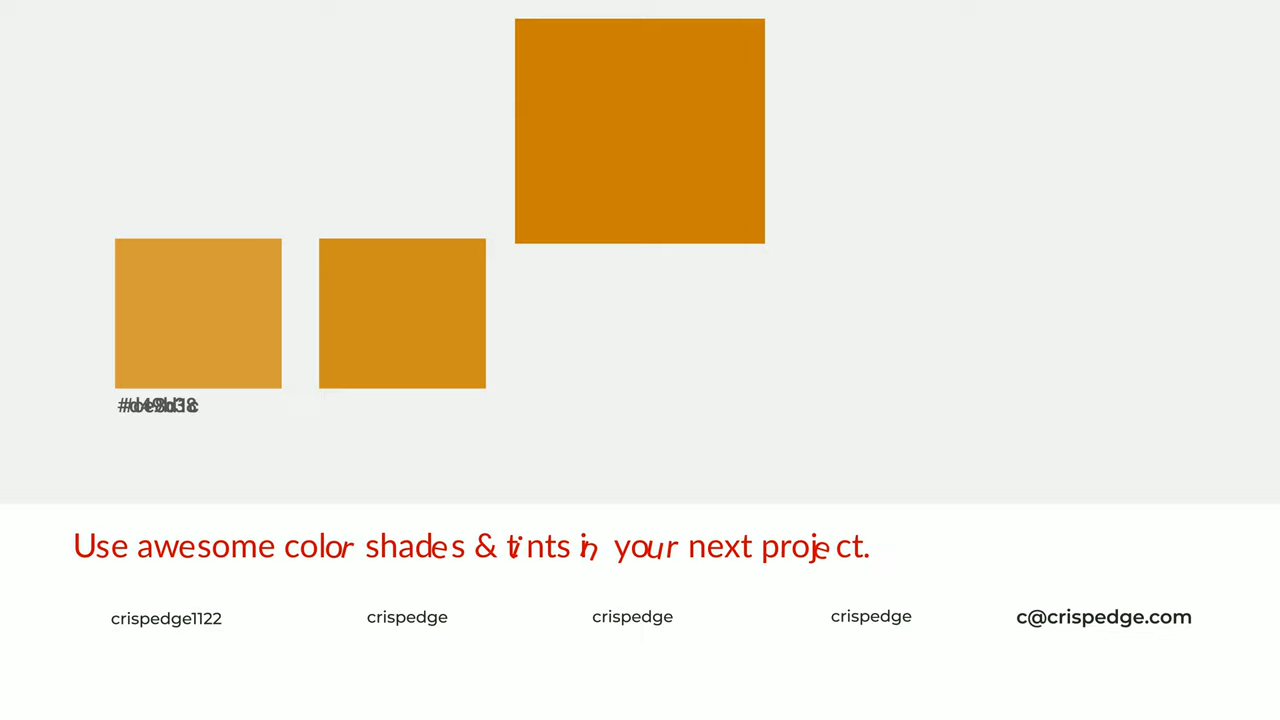 Use awesome color shades & tints in your next project.
crispedge1122 crispedge crispedge crispedge c@crispedge.com